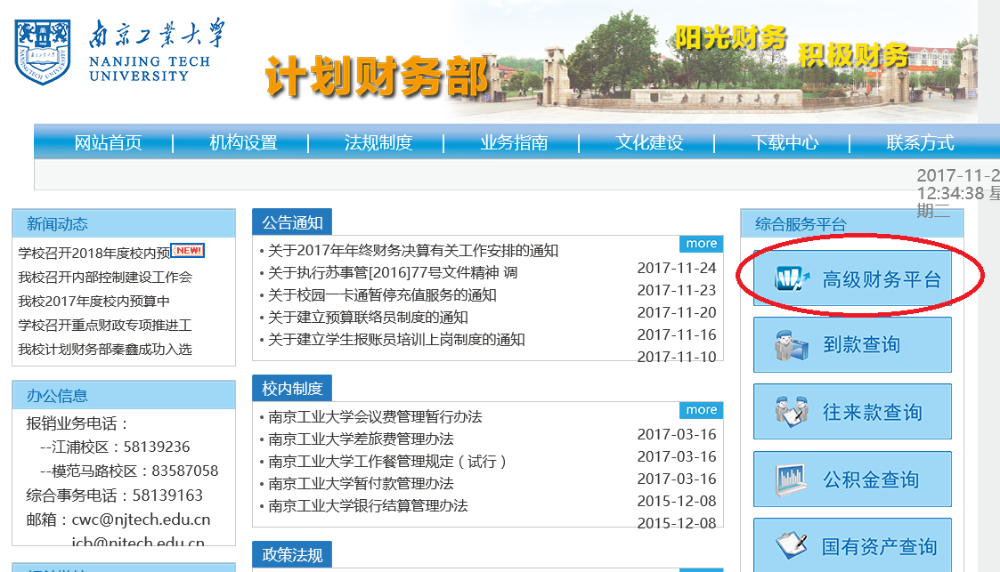 南京工业大学
NANJING TECH
UNIVERSITY
计划财务部
阳光财务
积极财务
网站首页
机构设置
法规制度
业务指南
文化建设
下载中心
联系方式
2017-11-2
12:34:38 星
期二
新闻动态
学校召开2018年度校内预 NEW!
我校召开内部控制建设工作会
我校2017年度校内预算中
学校召开重点财政专项推进工
我校计划财务部秦鑫成功入选
办公信息
报销业务电话：
--江浦校区：58139236
--模范马路校区：83587058
综合事务电话：58139163
邮箱：cwc@njtech.edu.cn
jcb@njtech.edu.cn
公告通知
more
• 关于2017年年终财务决算有关工作安排的通知
2017-11-24
• 关于执行苏事管[2016]77号文件精神 调
2017-11-23
• 关于校园一卡通暂停充值服务的通知
2017-11-20
• 关于建立预算联络员制度的通知
2017-11-16
• 关于建立学生报账员培训上岗制度的通知
2017-11-10
校内制度
more
• 南京工业大学会议费管理暂行办法
2017-03-16
• 南京工业大学差旅费管理办法
2017-03-16
• 南京工业大学工作餐管理规定（试行）
2017-03-16
• 南京工业大学暂付款管理办法
2015-12-08
• 南京工业大学银行结算管理办法
2015-12-08
政策法规
综合服务平台
高级财务平台
到款查询
往来款查询
公积金查询
国有资产查询